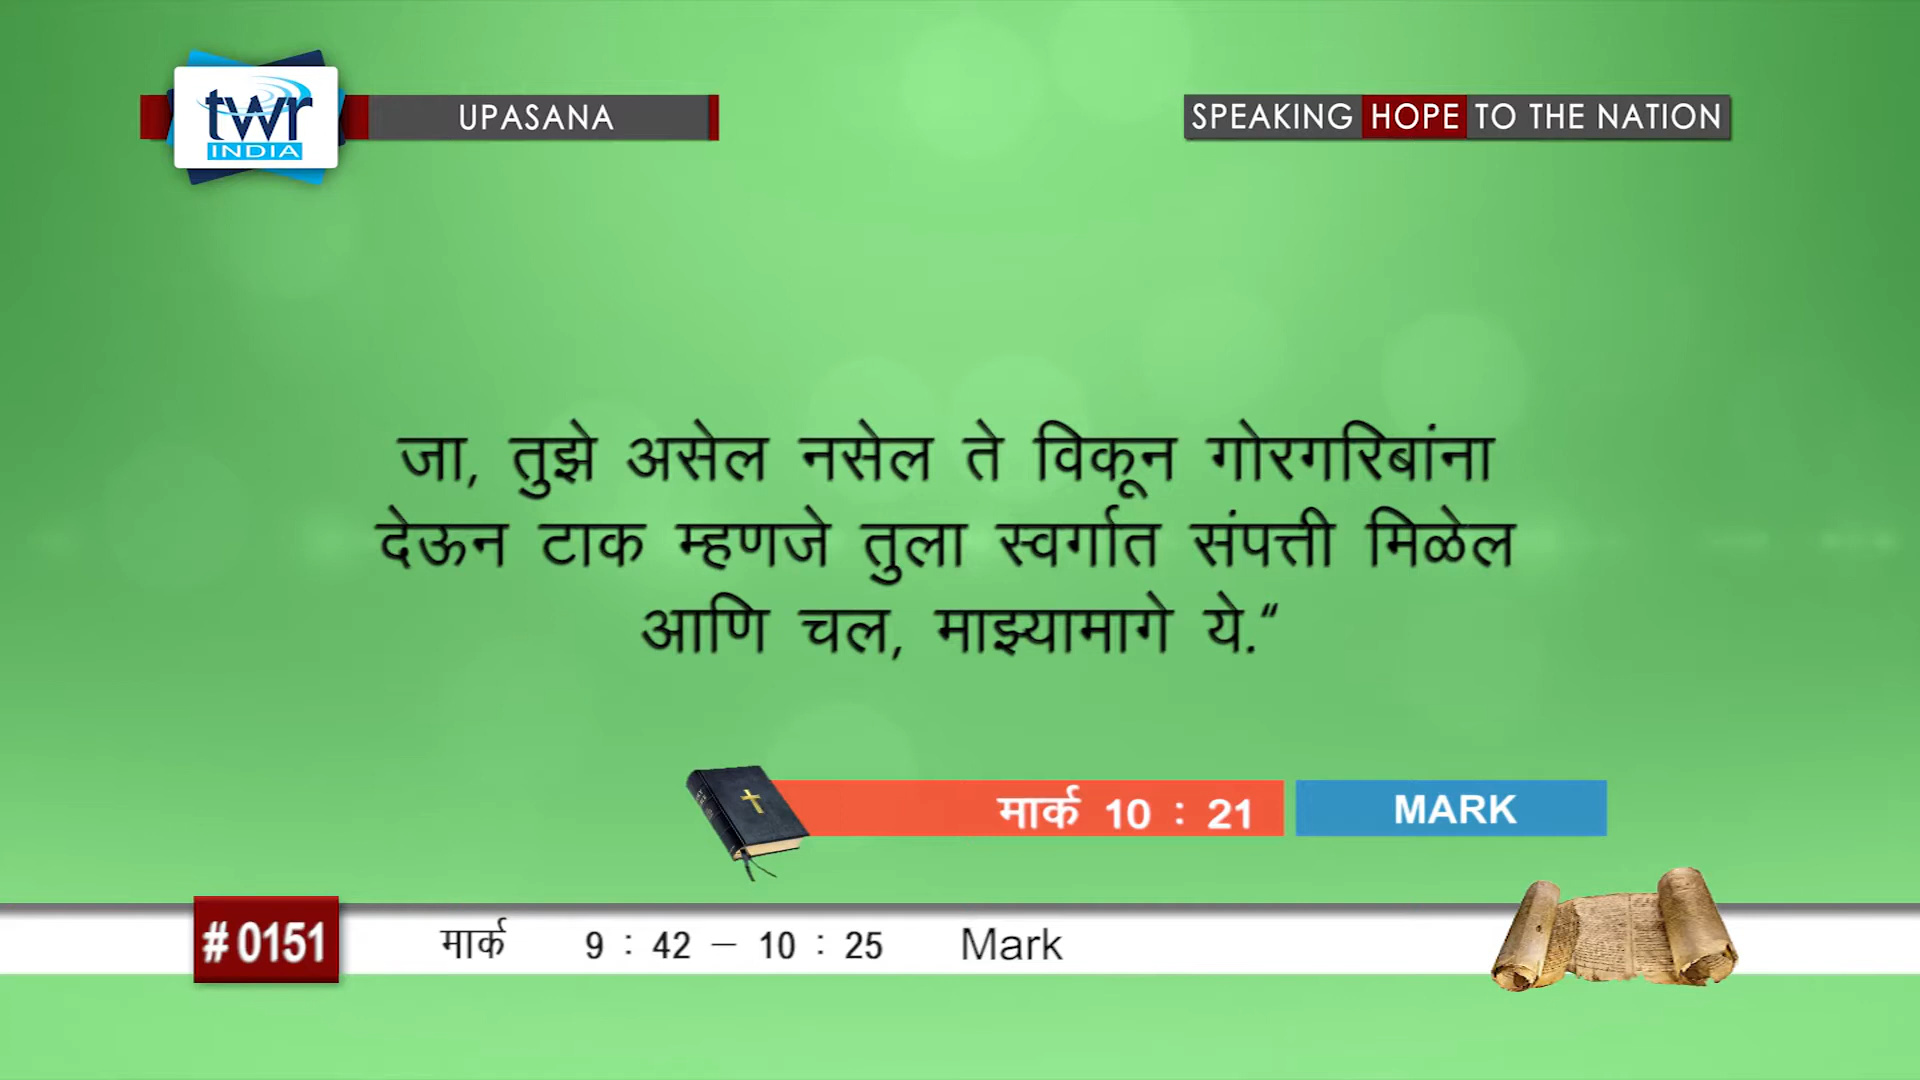 twr
INDIA
UPASANA
SPEAKING HOPE TO THE NATION
जा, तुझे असेल नसेल ते विकून गोरगरिबांना
देऊन टाक म्हणजे तुला स्वर्गात संपत्ती मिळेल
आणि चल, माझ्यामागे ये.“
मार्क 10 : 21
MARK
#0151
मार्क 9 : 42 – 10 : 25 Mark